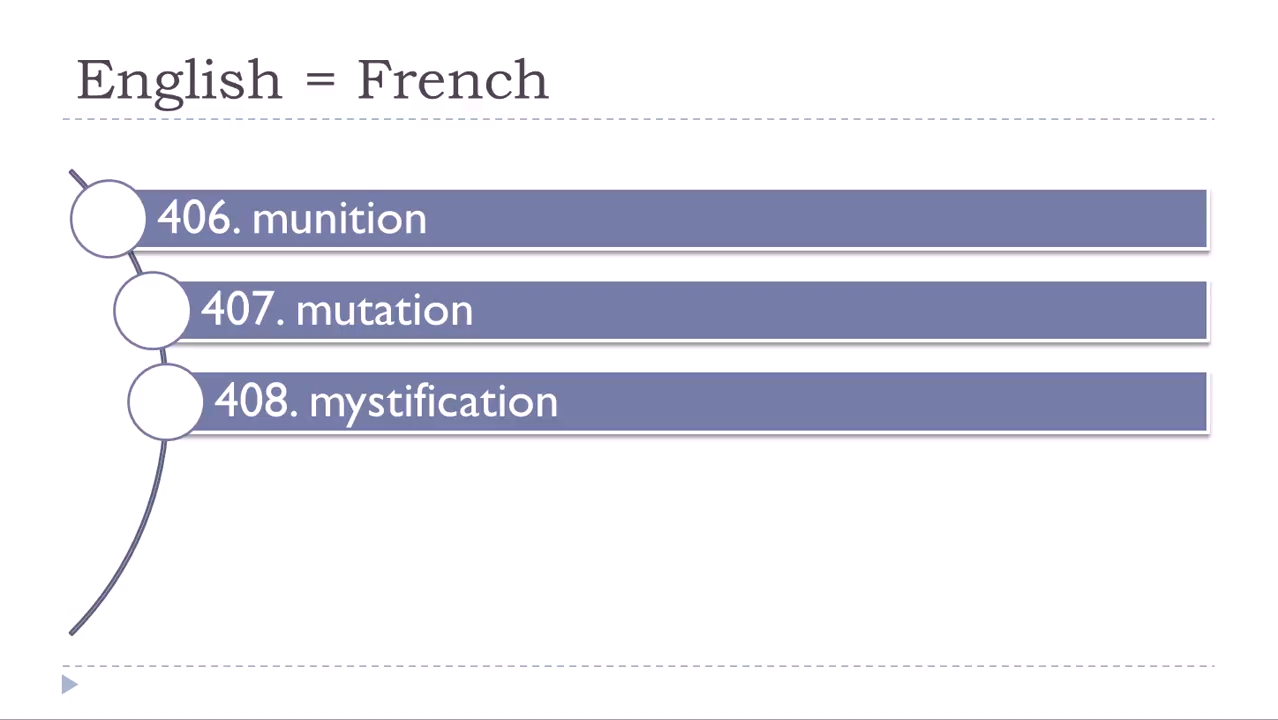 English = French
406. munition
407. mutation
408. mystification